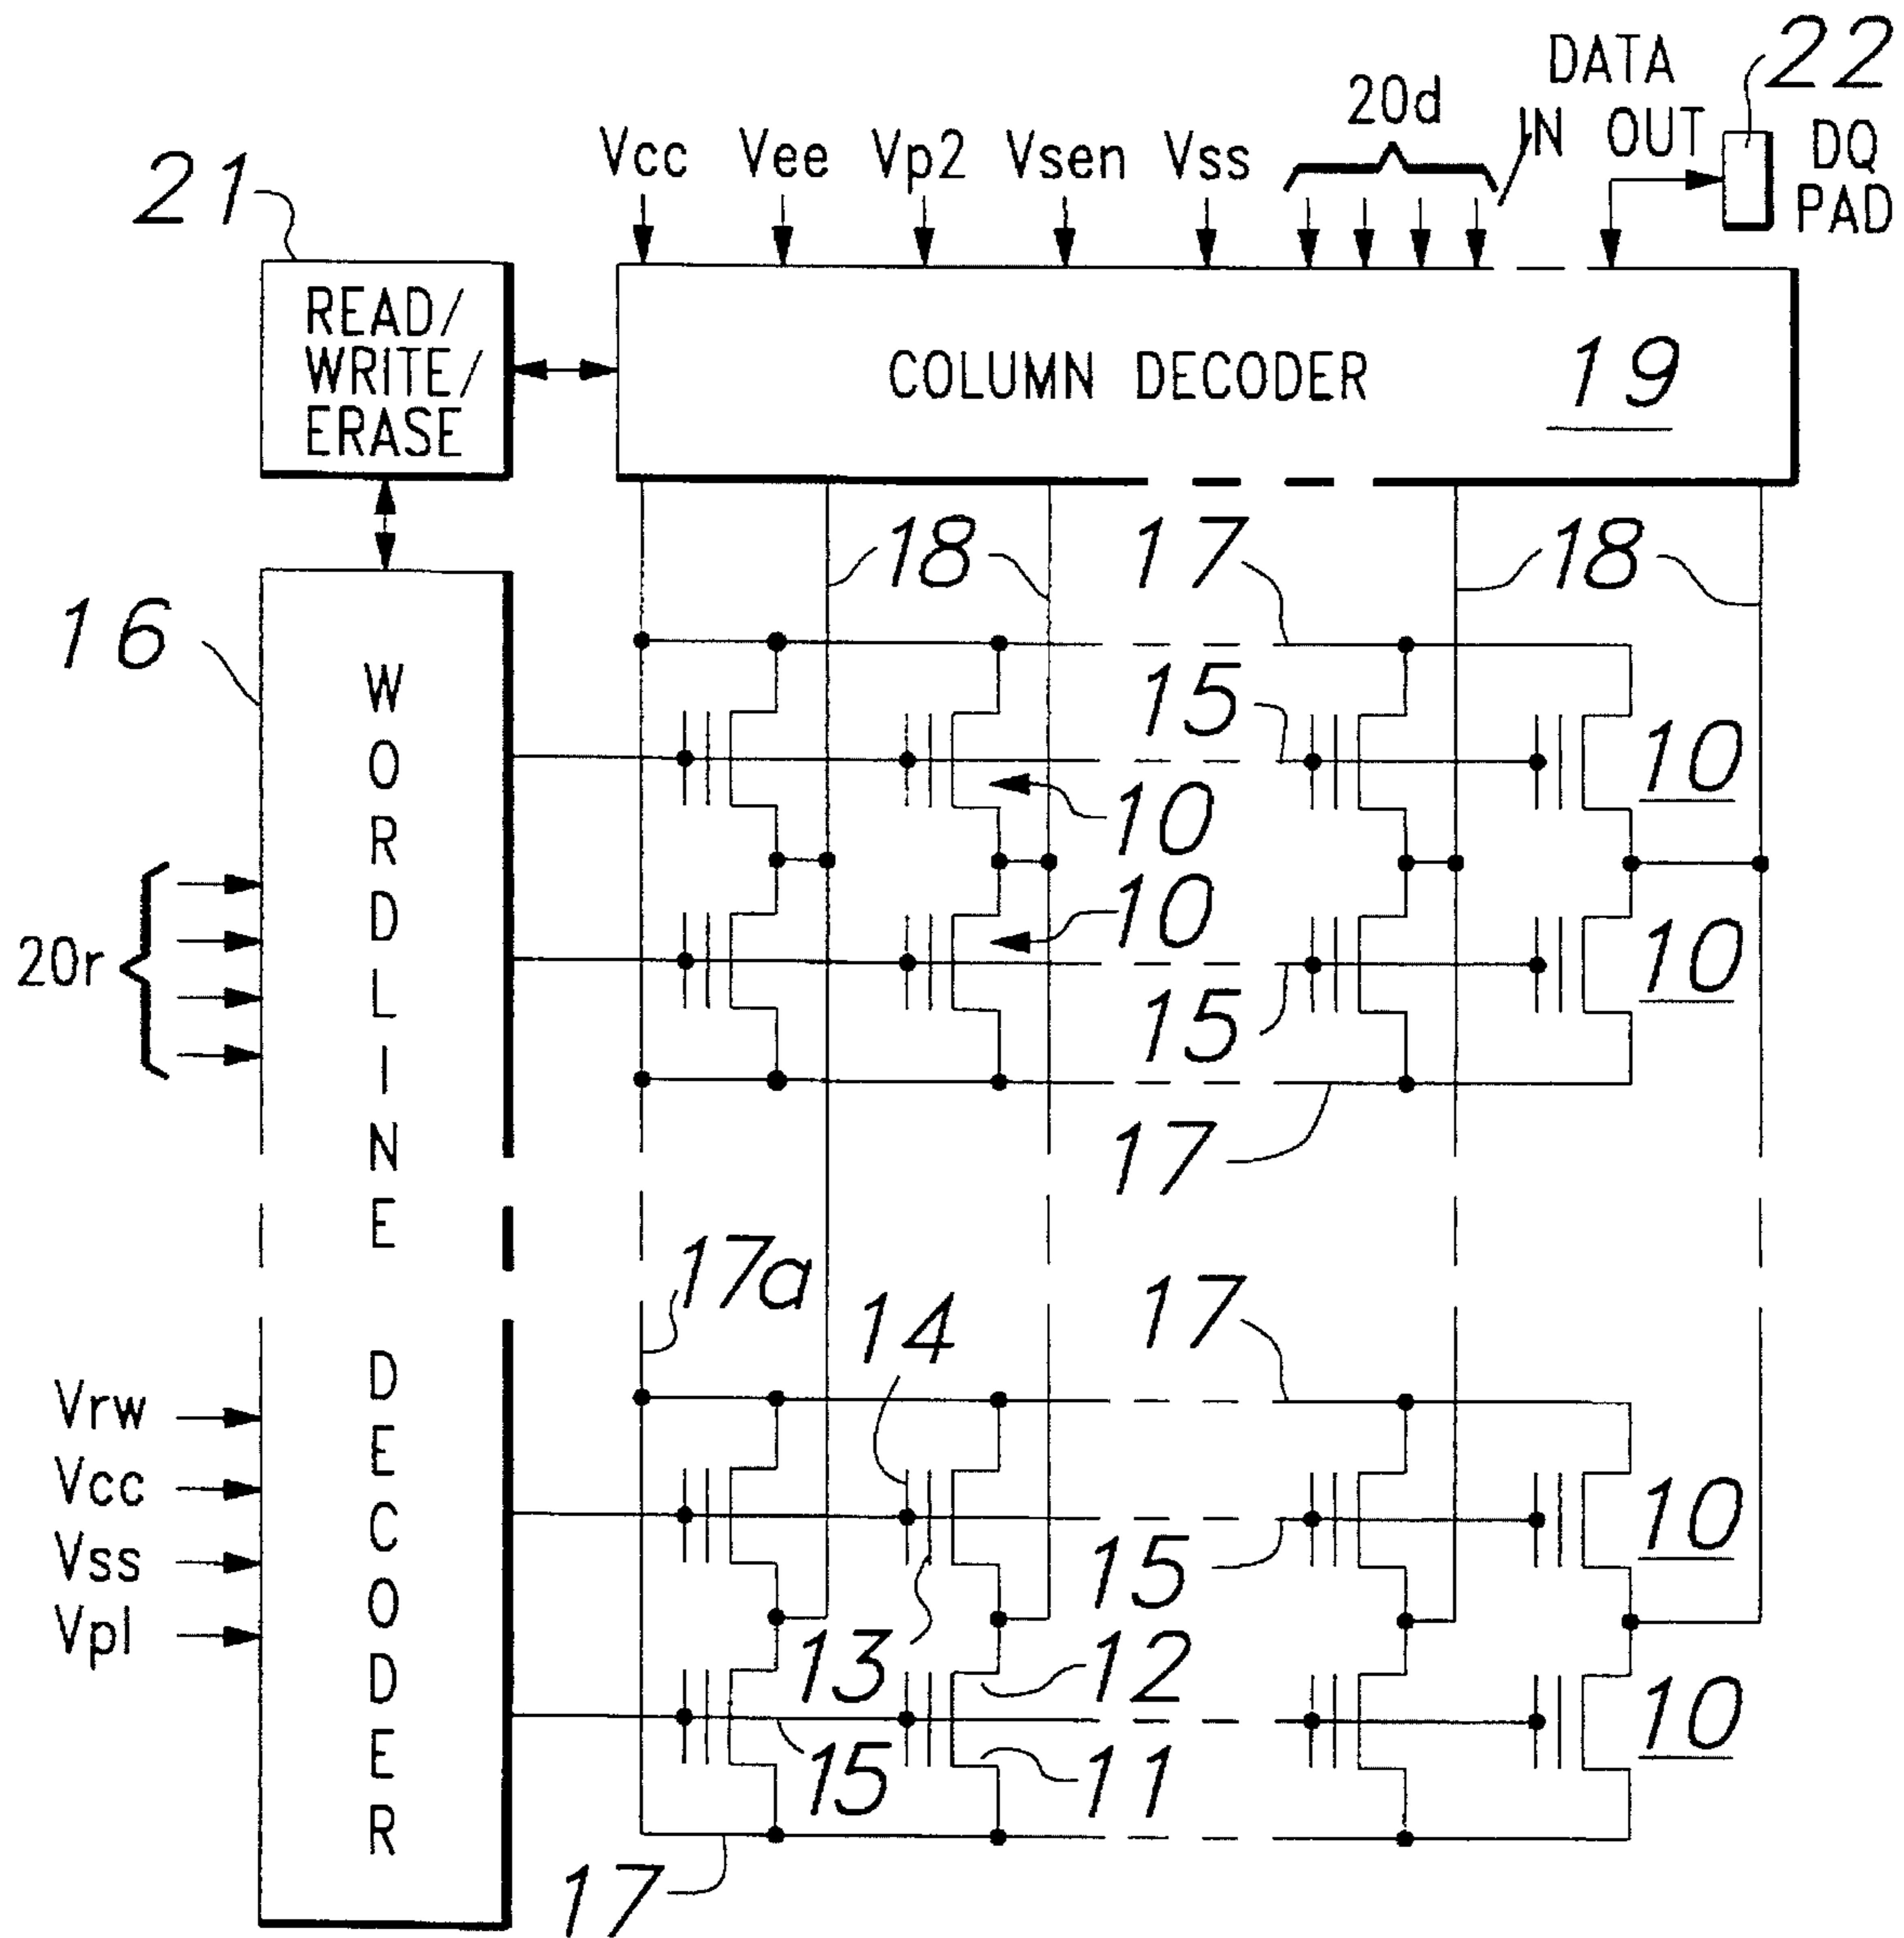 22
DATA
IN OUT
DQ
PAD
20d
Vcc Vee Vp2 Vsen Vss
21
READ/
WRITE/
ERASE
COLUMN DECODER
19
18
17
18
16
15
10
10
10
10
15
17
WORDLINE DECODER
20r
17a
14
17
Vrw
Vcc
Vss
Vpl
15
10
13
12
10
15
11
17